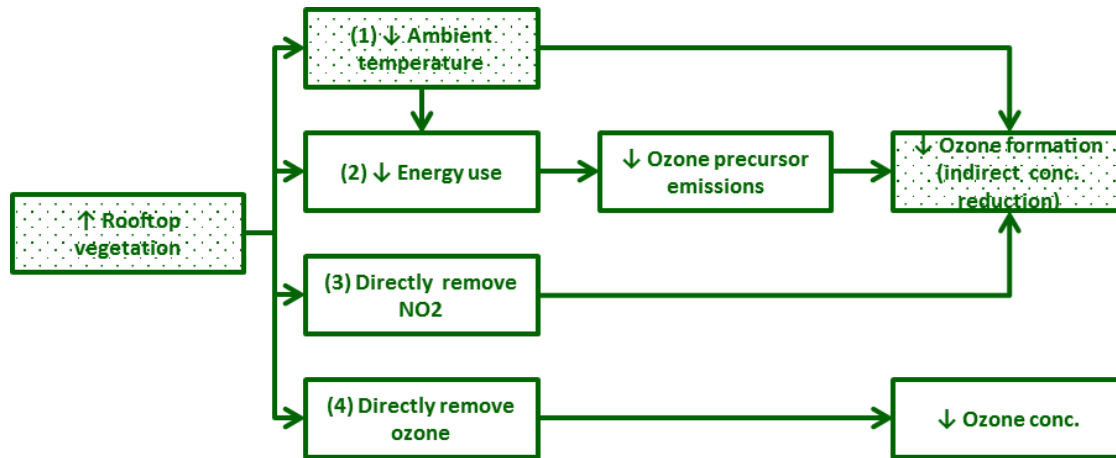 (1) ↓ Ambient
temperature
(2) ↓ Energy use
↓ Ozone precursor
emissions
↓ Ozone formation
(indirect conc.
reduction)
↑ Rooftop
vegetation
(3) Directly remove
NO2
(4) Directly remove
ozone
↓ Ozone conc.